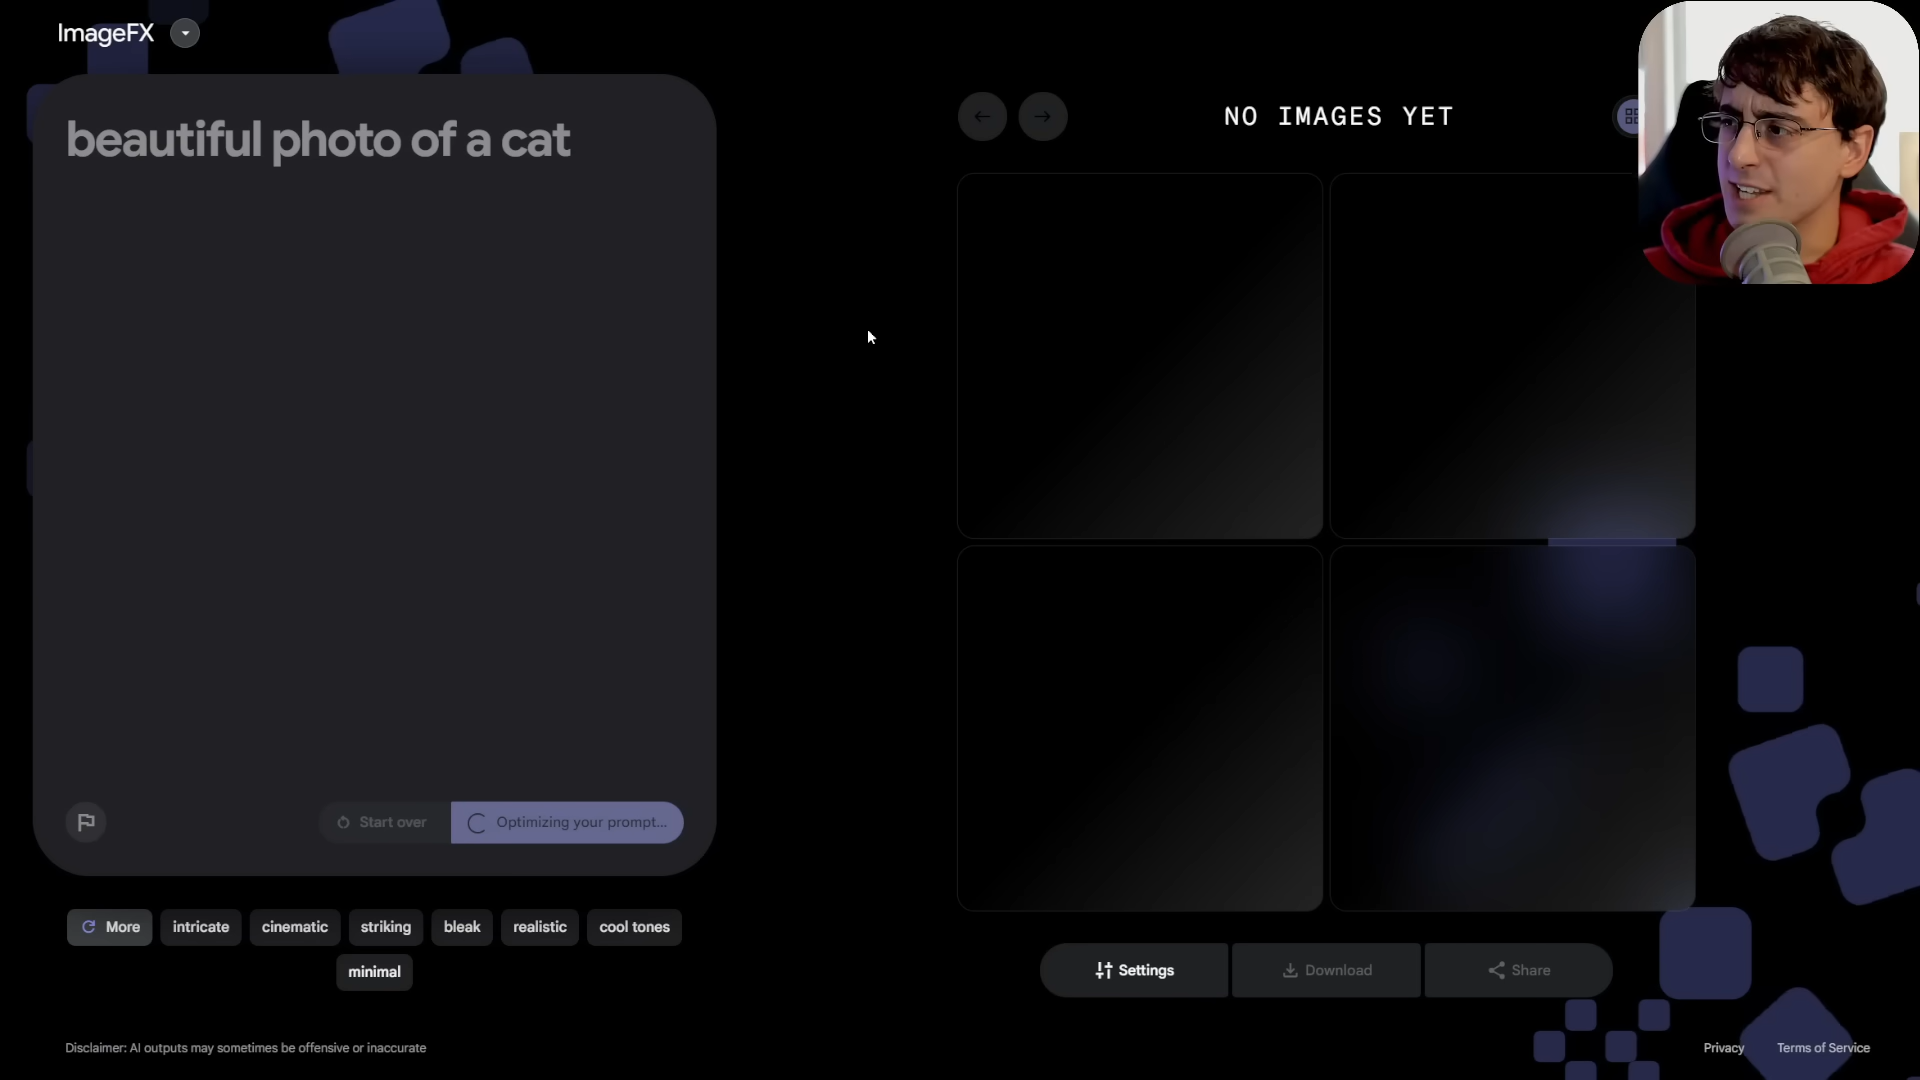 ImageFX
beautiful photo of a cat
NO IMAGES YET
Start over
Optimizing your prompt...
More
intricate
cinematic
striking
bleak
realistic
cool tones
minimal
Settings
Download
Share
Disclaimer: AI outputs may sometimes be offensive or inaccurate
Privacy
Terms of Service